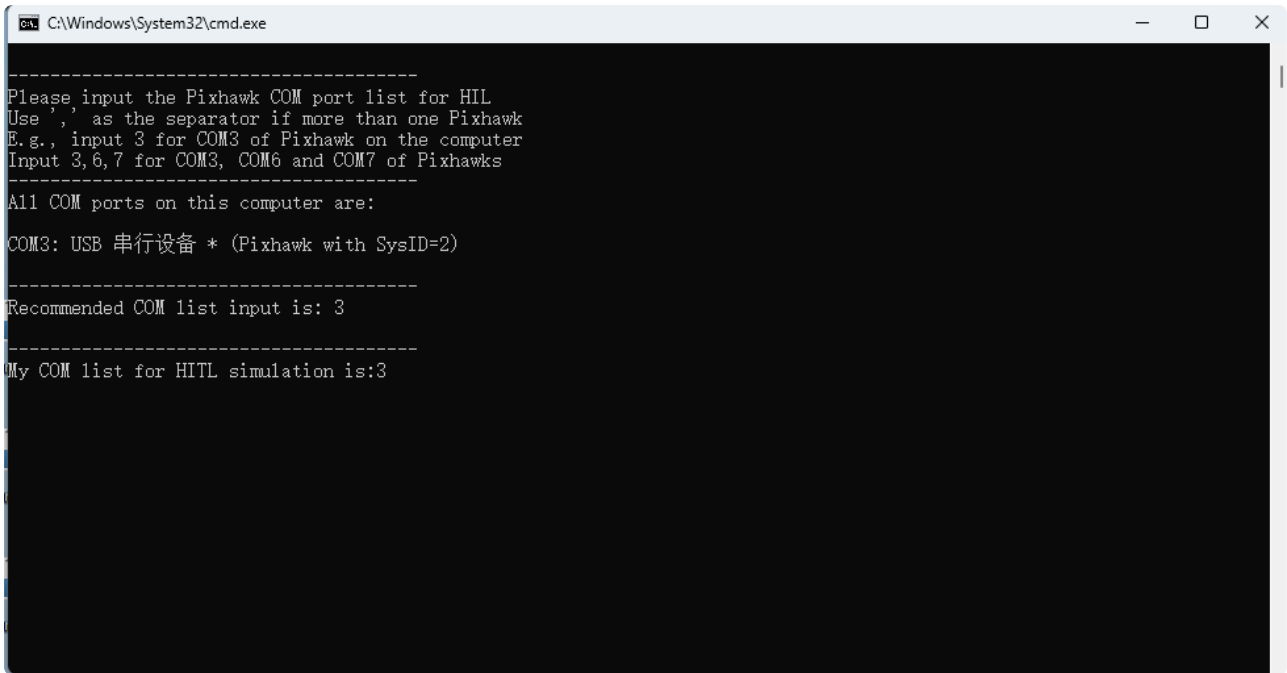 C:\Windows\System32\cmd.exe
---------------------------------------
Please input the Pixhawk COM port list for HIL
Use ',' as the separator if more than one Pixhawk
E.g., input 3 for COM3 of Pixhawk on the computer
Input 3,6,7 for COM3, COM6 and COM7 of Pixhawks
---------------------------------------
All COM ports on this computer are:
COM3: USB 串行设备 * (Pixhawk with SysID=2)
---------------------------------------
Recommended COM list input is: 3
---------------------------------------
My COM list for HITL simulation is:3